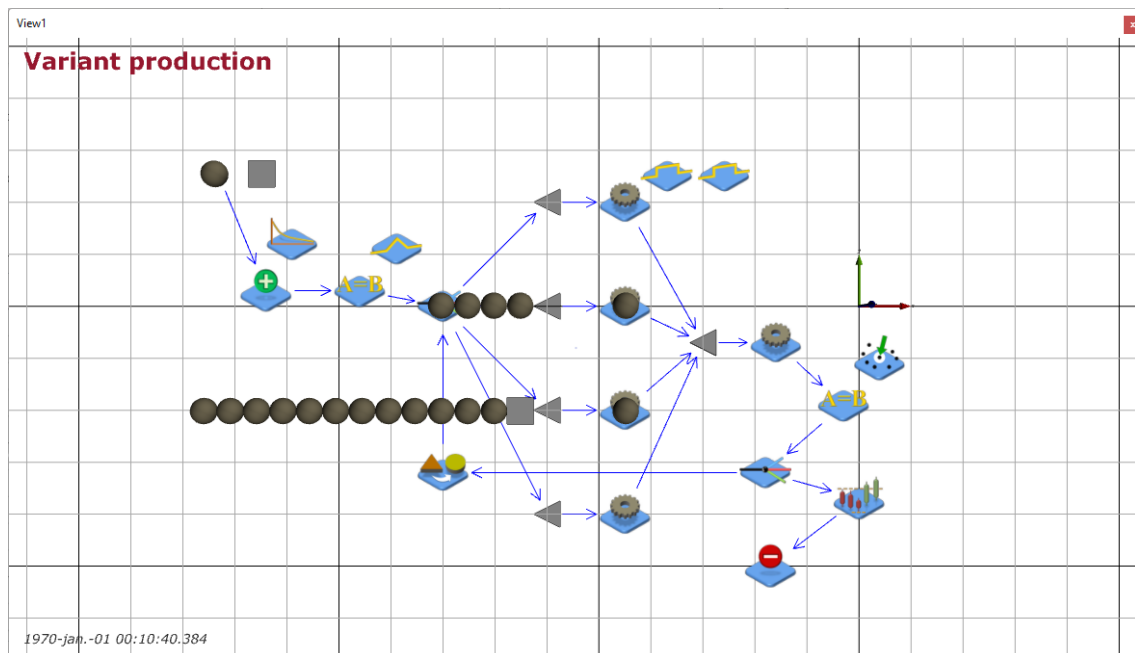 View1
x
Variant production
A=B
A=B
1970-jan.-01 00:10:40.384